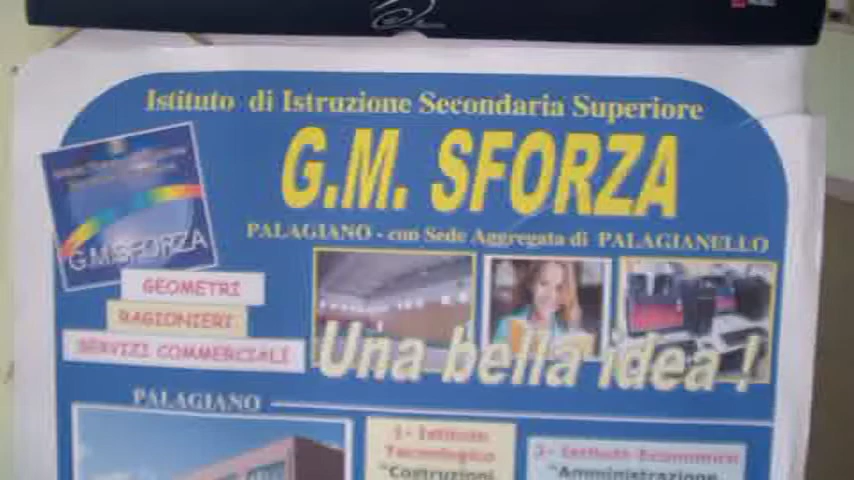 Istituto di Istruzione Secondaria Superiore
G.M. SFORZA
PALAGIANO - con Sede Aggregata di PALAGIANELLO
G.M.SFORZA
GEOMETRI
RAGIONIERI
SERVIZI COMMERCIALI
Una bella idea !
PALAGIANO
1- Istituto
Tecnologico
"Costruzioni
Istituto Economico
"Amministrazione